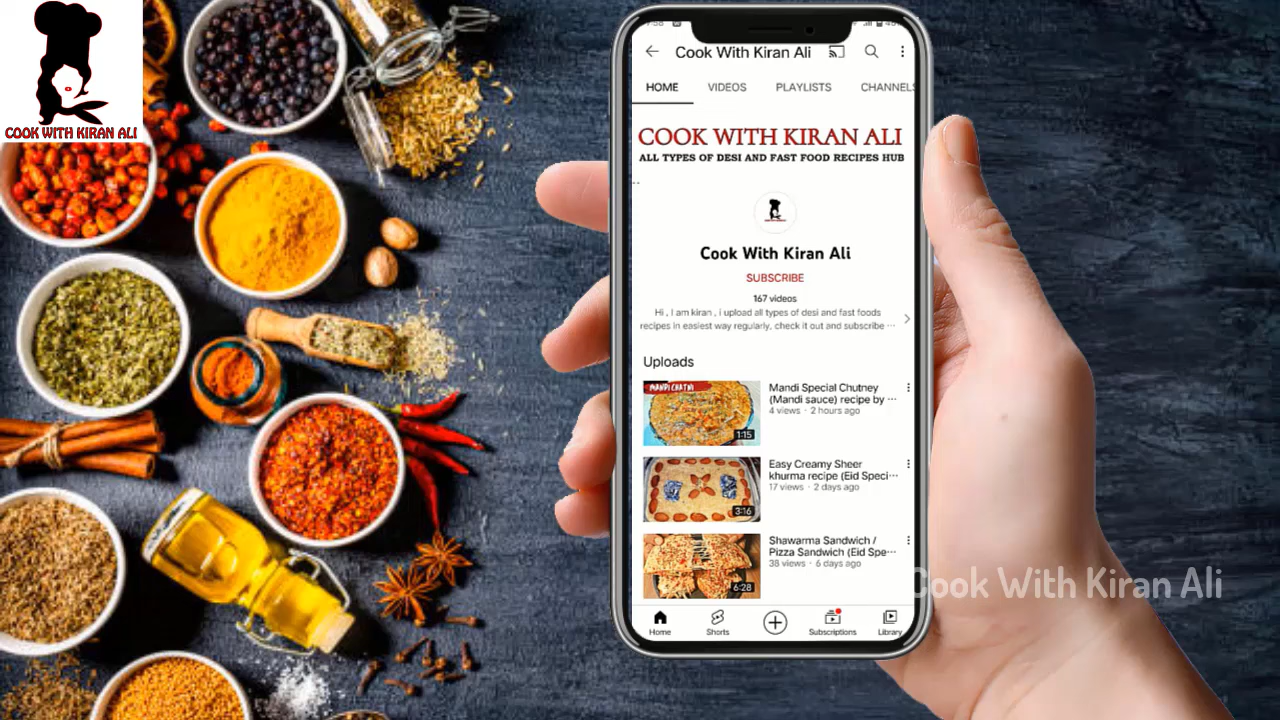 COOK WITH KIRAN ALI
Cook With Kiran Ali
HOME VIDEOS PLAYLISTS CHANNELS
COOK WITH KIRAN ALI
ALL TYPES OF DESI AND FAST FOOD RECIPES HUB
Cook With Kiran Ali
SUBSCRIBE
167 videos
Hi , I am kiran , i upload all types of desi and fast foods
recipes in easiest way regularly, check it out and subscribe ...
Uploads
MANDI CHATNI
1:15
Mandi Special Chutney
(Mandi sauce) recipe by ...
4 views · 2 hours ago
3:16
Easy Creamy Sheer
khurma recipe (Eid Speci...
17 views · 2 days ago
6:28
Shawarma Sandwich /
Pizza Sandwich (Eid Spe...
38 views · 6 days ago
Home Shorts Subscriptions Library
Cook With Kiran Ali